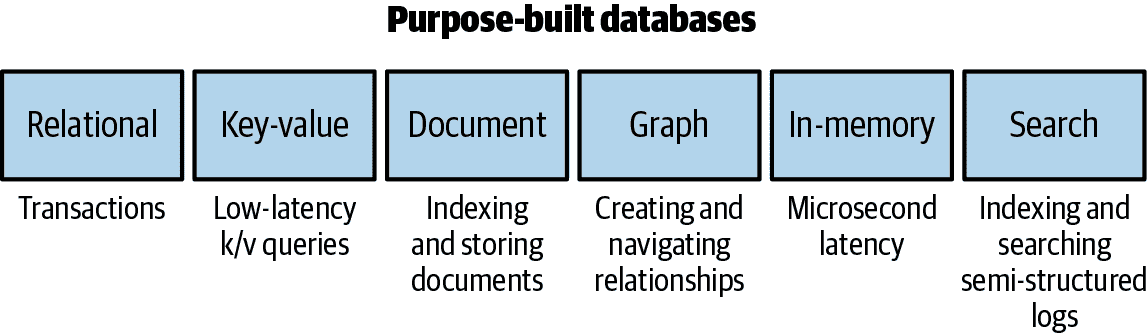 Purpose-built databases
Relational
Key-value
Document
Graph
In-memory
Search
Transactions
Low-latency
k/v queries
Indexing
and storing
documents
Creating and
navigating
relationships
Microsecond
latency
Indexing and
searching
semi-structured
logs